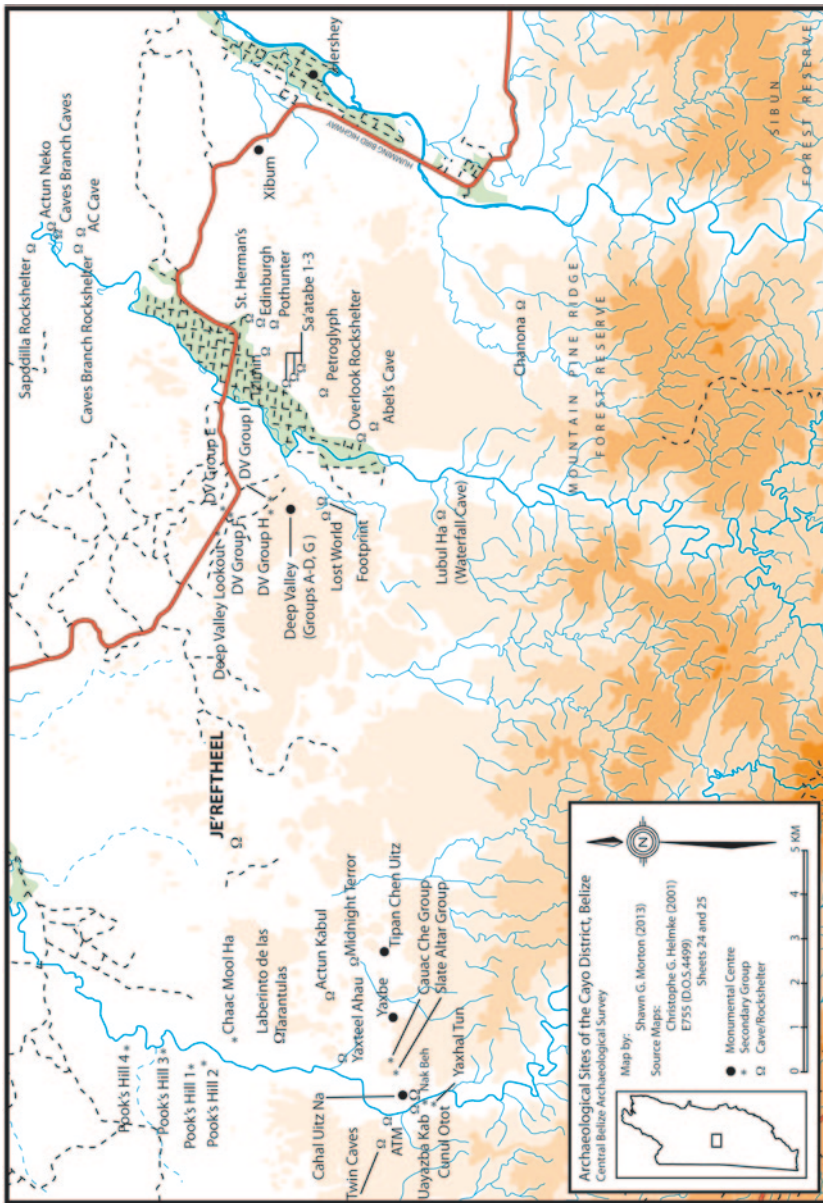 Pook's Hill 4
Pook's Hill 3
Pook's Hill 1
Pook's Hill 2
Chaac Mool Ha
Laberinto de las
Tarantulas
Actun Kabul
Midnight Terror
Yaxteel Ahau
Yaxbe
Tipan Chen Uitz
Cauac Che Group
Slate Altar Group
Cahal Uitz Na
Nak Beh
Yaxhal Tun
Twin Caves
ATM
Uayazba Kab
Cunul Otot
JE'REFTHEEL
Deep Valley Lookout
DV Group F
DV Group E
DV Group I
DV Group H
Deep Valley
(Groups A-D, G)
Lost World
Footprint
Lubul Ha
(Waterfall Cave)
Sapodilla Rockshelter
Actun Neko
Caves Branch Caves
AC Cave
Caves Branch Rockshelter
St. Herman's
Edinburgh
Pothunter
Sa'atabe 1-3
Petroglyph
Overlook Rockshelter
Abel's Cave
Chanona
Xibum
Hershey
HUMMING BIRD HIGHWAY
MOUNTAIN PINE RIDGE
FOREST RESERVE
SIBUN
FOREST RESERVE
Archaeological Sites of the Cayo District, Belize
Central Belize Archaeological Survey
Map by:
Shawn G. Morton (2013)
Source Maps:
Christophe G. Helmke (2001)
E755 (D.O.S.4499)
Sheets 24 and 25
Monumental Centre
Secondary Group
Cave/Rockshelter
N
0 1 2 3 4 5 KM